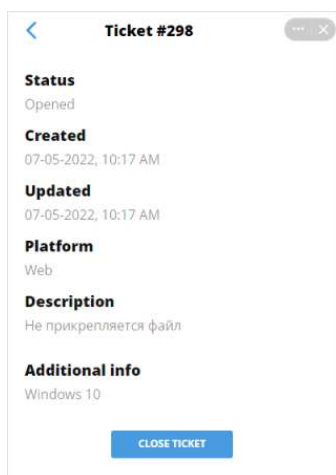 Ticket #298
Status
Opened
Created
07-05-2022, 10:17 AM
Updated
07-05-2022, 10:17 AM
Platform
Web
Description
Не прикрепляется файл
Additional info
Windows 10
CLOSE TICKET